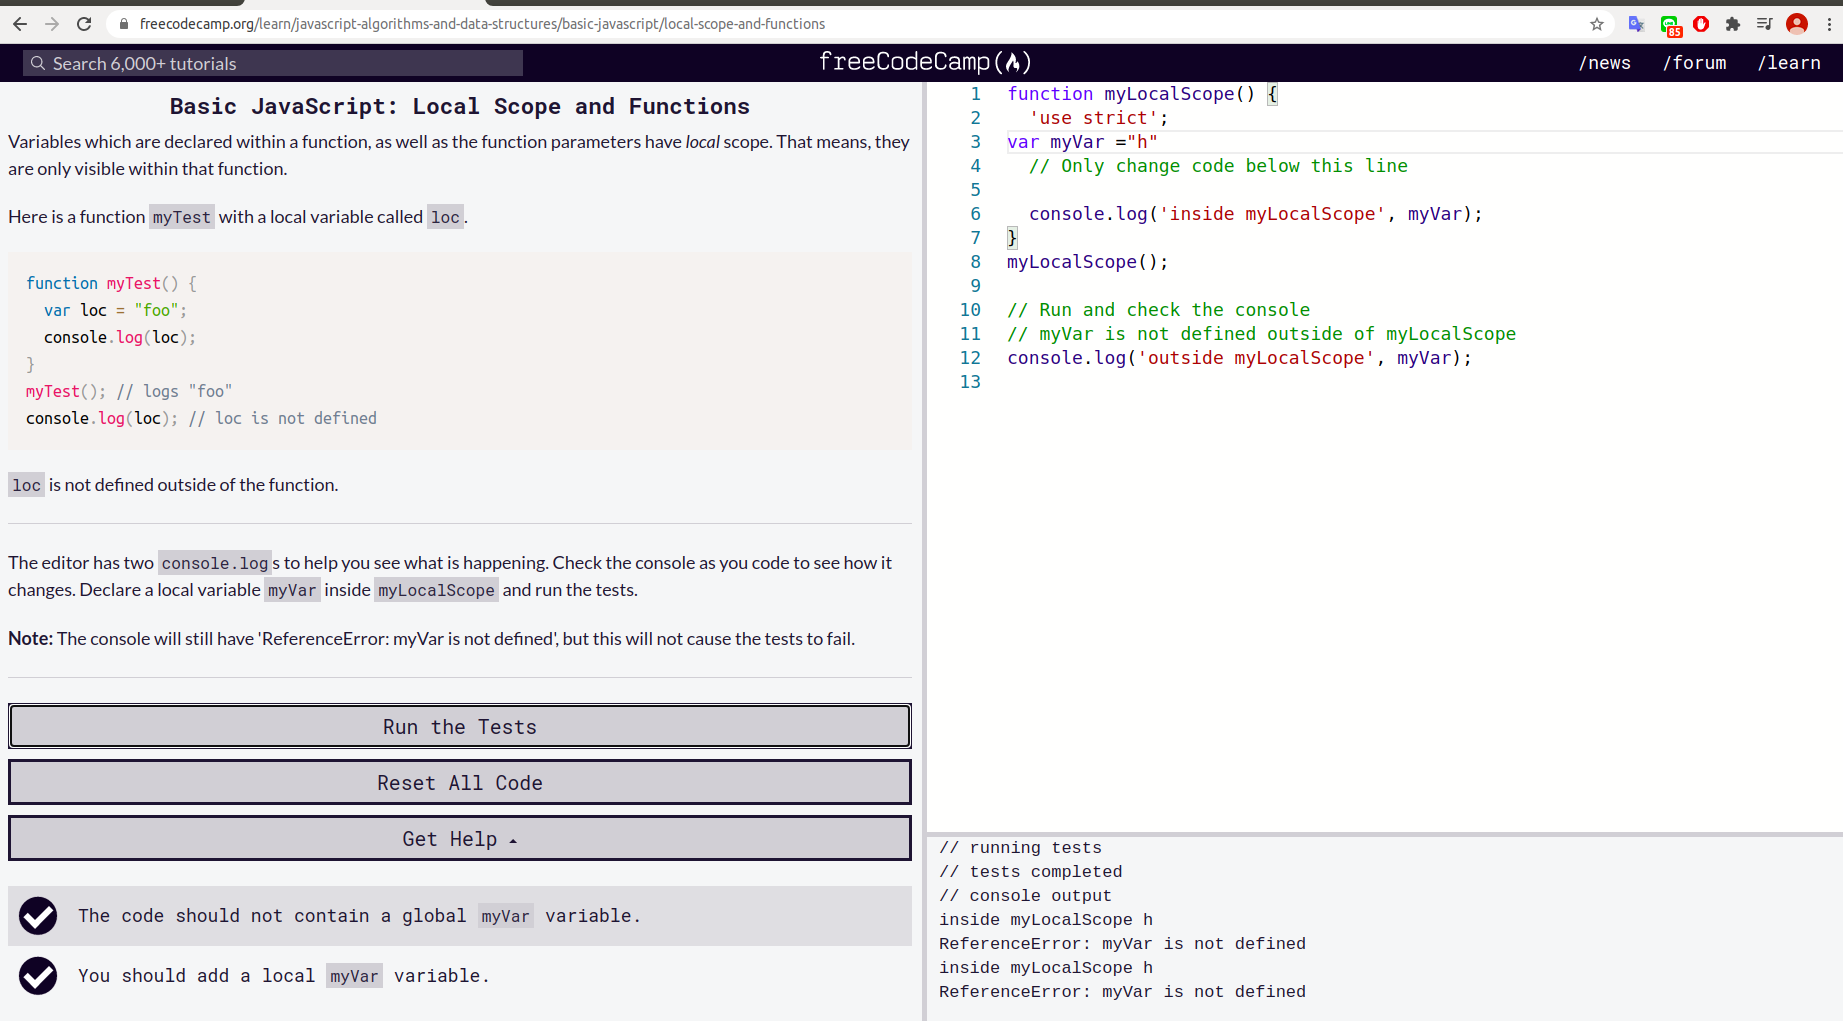 freecodecamp.org/learn/javascript-algorithms-and-data-structures/basic-javascript/local-scope-and-functions
85
Search 6,000+ tutorials
freeCodeCamp
/news /forum /learn
Basic JavaScript: Local Scope and Functions
Variables which are declared within a function, as well as the function parameters have local scope. That means, they
are only visible within that function.
Here is a function myTest with a local variable called loc.
function myTest() {
  var loc = "foo";
  console.log(loc);
}
myTest(); // logs "foo"
console.log(loc); // loc is not defined
loc is not defined outside of the function.
The editor has two console.logs to help you see what is happening. Check the console as you code to see how it
changes. Declare a local variable myVar inside myLocalScope and run the tests.
Note: The console will still have 'ReferenceError: myVar is not defined', but this will not cause the tests to fail.
Run the Tests
Reset All Code
Get Help
The code should not contain a global myVar variable.
You should add a local myVar variable.
1 function myLocalScope() {
2   'use strict';
3 var myVar ="h"
4   // Only change code below this line
5
6   console.log('inside myLocalScope', myVar);
7 }
8 myLocalScope();
9
10 // Run and check the console
11 // myVar is not defined outside of myLocalScope
12 console.log('outside myLocalScope', myVar);
13
// running tests
// tests completed
// console output
inside myLocalScope h
ReferenceError: myVar is not defined
inside myLocalScope h
ReferenceError: myVar is not defined